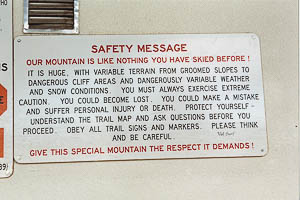 SAFETY MESSAGE
OUR MOUNTAIN IS LIKE NOTHING YOU HAVE SKIED BEFORE!
IT IS HUGE, WITH VARIABLE TERRAIN FROM GROOMED SLOPES TO
DANGEROUS CLIFF AREAS AND DANGEROUSLY VARIABLE WEATHER
AND SNOW CONDITIONS. YOU MUST ALWAYS EXERCISE EXTREME
CAUTION. YOU COULD BECOME LOST. YOU COULD MAKE A MISTAKE
AND SUFFER PERSONAL INJURY OR DEATH. PROTECT YOURSELF -
UNDERSTAND THE TRAIL MAP AND ASK QUESTIONS BEFORE YOU
PROCEED. OBEY ALL TRAIL SIGNS AND MARKERS. PLEASE THINK
AND BE CAREFUL.
GIVE THIS SPECIAL MOUNTAIN THE RESPECT IT DEMANDS!